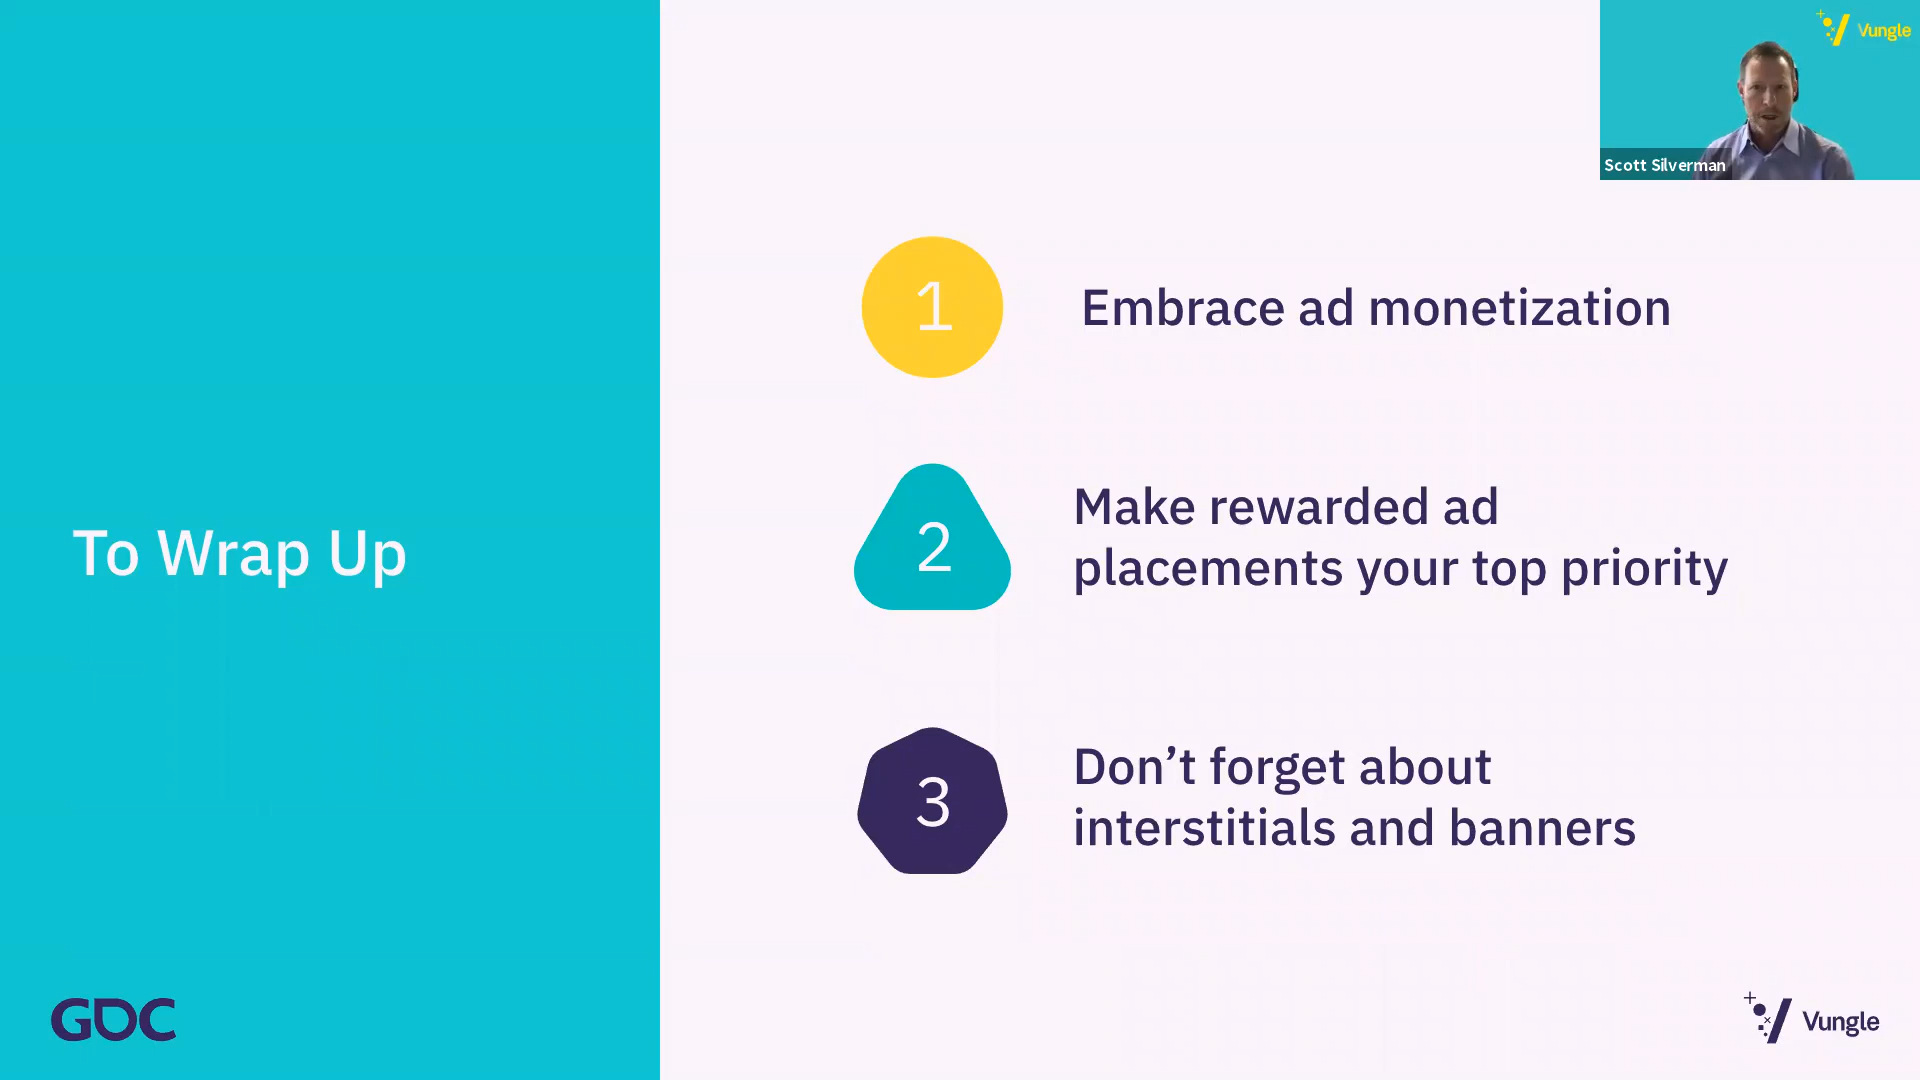 Vungle
Scott Silverman
1
Embrace ad monetization
To Wrap Up
2
Make rewarded ad
placements your top priority
3
Don’t forget about
interstitials and banners
GDC
Vungle